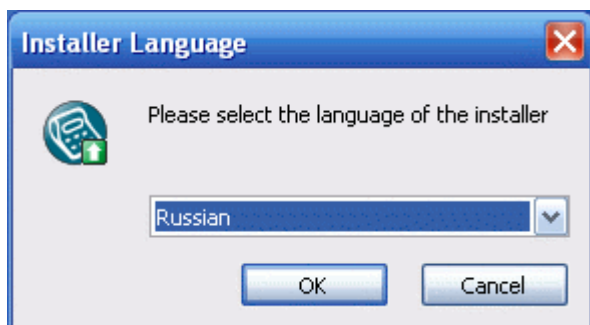 Installer Language
Please select the language of the installer
Russian
OK
Cancel